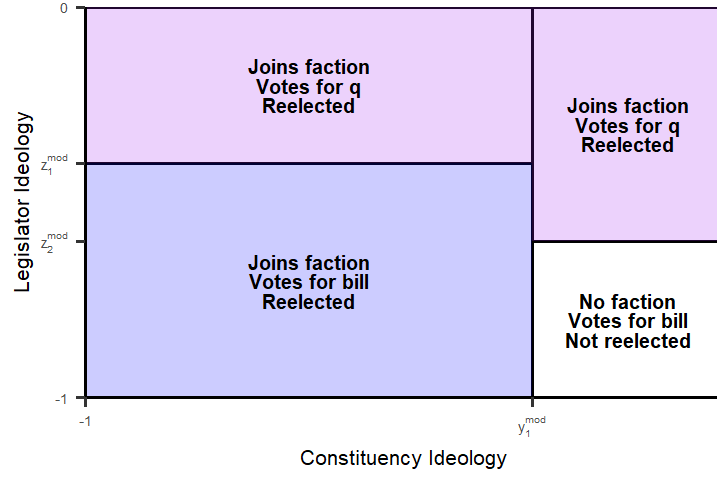 0
Joins faction
Votes for q
Reelected
Joins faction
Votes for q
Reelected
z₁ᵐᵒᵈ
z₂ᵐᵒᵈ
Legislator Ideology
Joins faction
Votes for bill
Reelected
No faction
Votes for bill
Not reelected
-1
-1
y₁ᵐᵒᵈ
Constituency Ideology